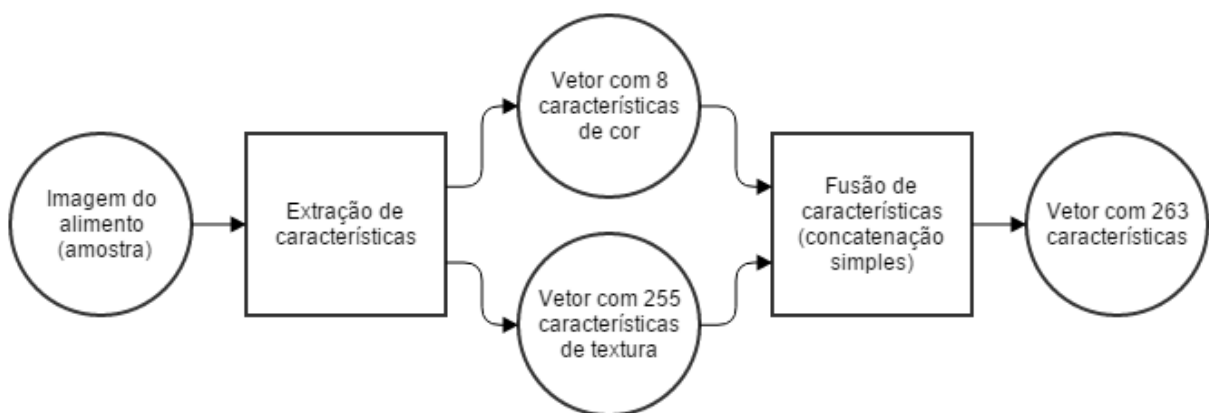 Imagem do
alimento
(amostra)
Extração de
características
Vetor com 8
características
de cor
Vetor com 255
características
de textura
Fusão de
características
(concatenação
simples)
Vetor com 263
características